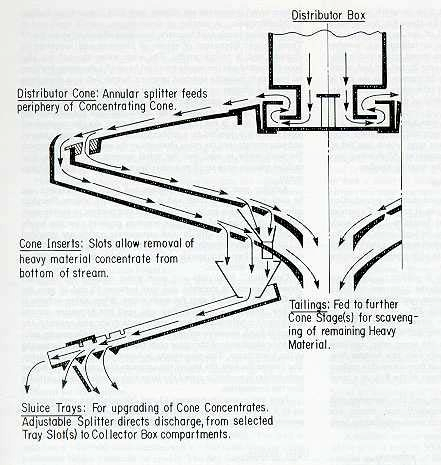 Distributor Box
Distributor Cone: Annular splitter feeds
periphery of Concentrating Cone.
Cone Inserts: Slots allow removal of
heavy material concentrate from
bottom of stream.
Tailings: Fed to further
Cone Stage(s) for scaveng-
ing of remaining Heavy
Material.
Sluice Trays: For upgrading of Cone Concentrates.
Adjustable Splitter directs discharge, from selected
Tray Slot(s) to Collector Box compartments.